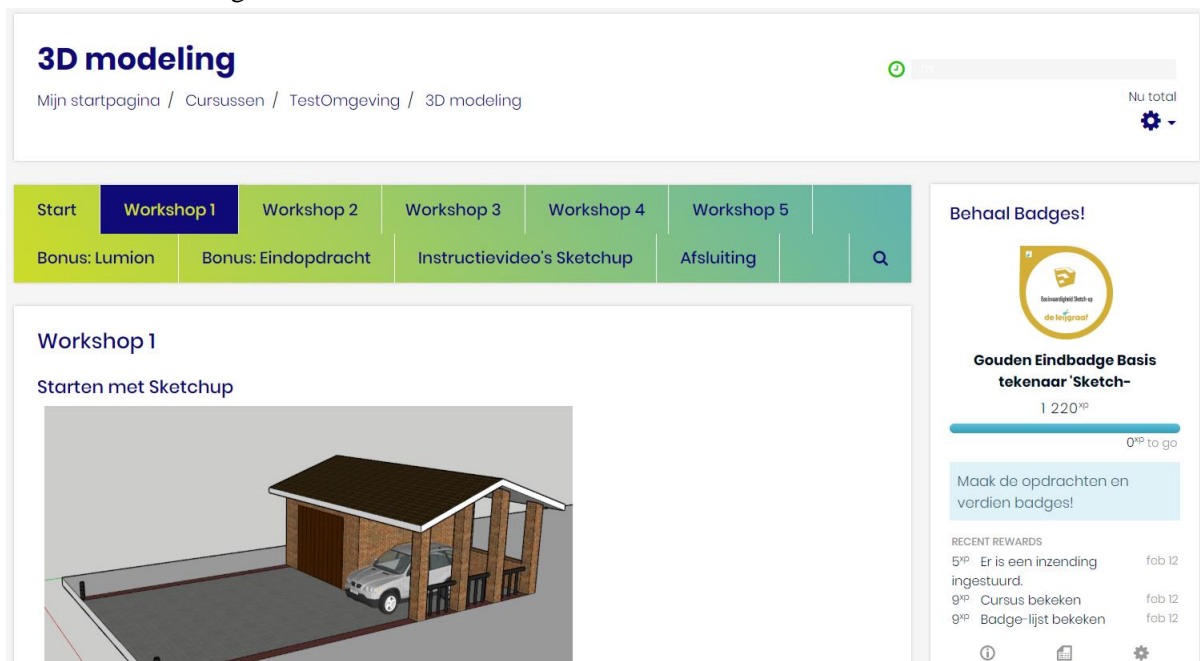 3D modeling
Mijn startpagina / Cursussen / TestOmgeving / 3D modeling
Nu total
Start
Workshop 1
Workshop 2
Workshop 3
Workshop 4
Workshop 5
Bonus: Lumion
Bonus: Eindopdracht
Instructievideo's Sketchup
Afsluiting
Workshop 1
Starten met Sketchup
Behaal Badges!
de leijgraaf
Gouden Eindbadge Basis
tekenaar 'Sketch-
1 220xp
0xp to go
Maak de opdrachten en
verdien badges!
RECENT REWARDS
5xp Er is een inzending feb 12
ingestuurd.
9xp Cursus bekeken feb 12
9xp Badge-lijst bekeken feb 12